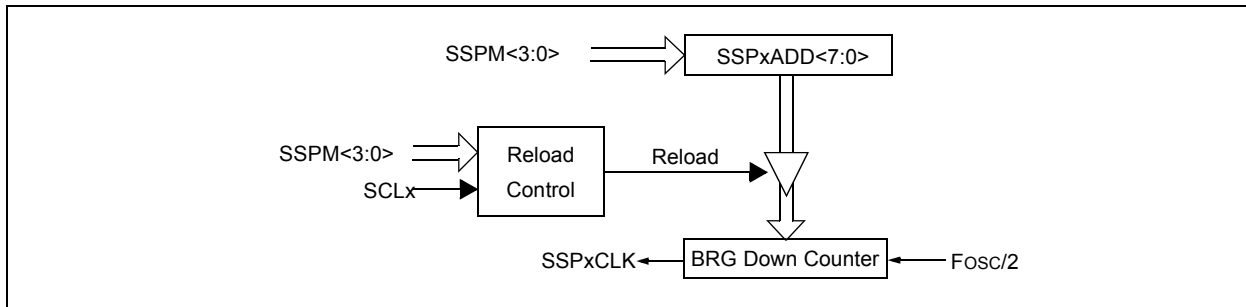 SSPM<3:0>
SSPxADD<7:0>
SSPM<3:0>
Reload
Control
Reload
SCLx
SSPxCLK
BRG Down Counter
FOSC/2